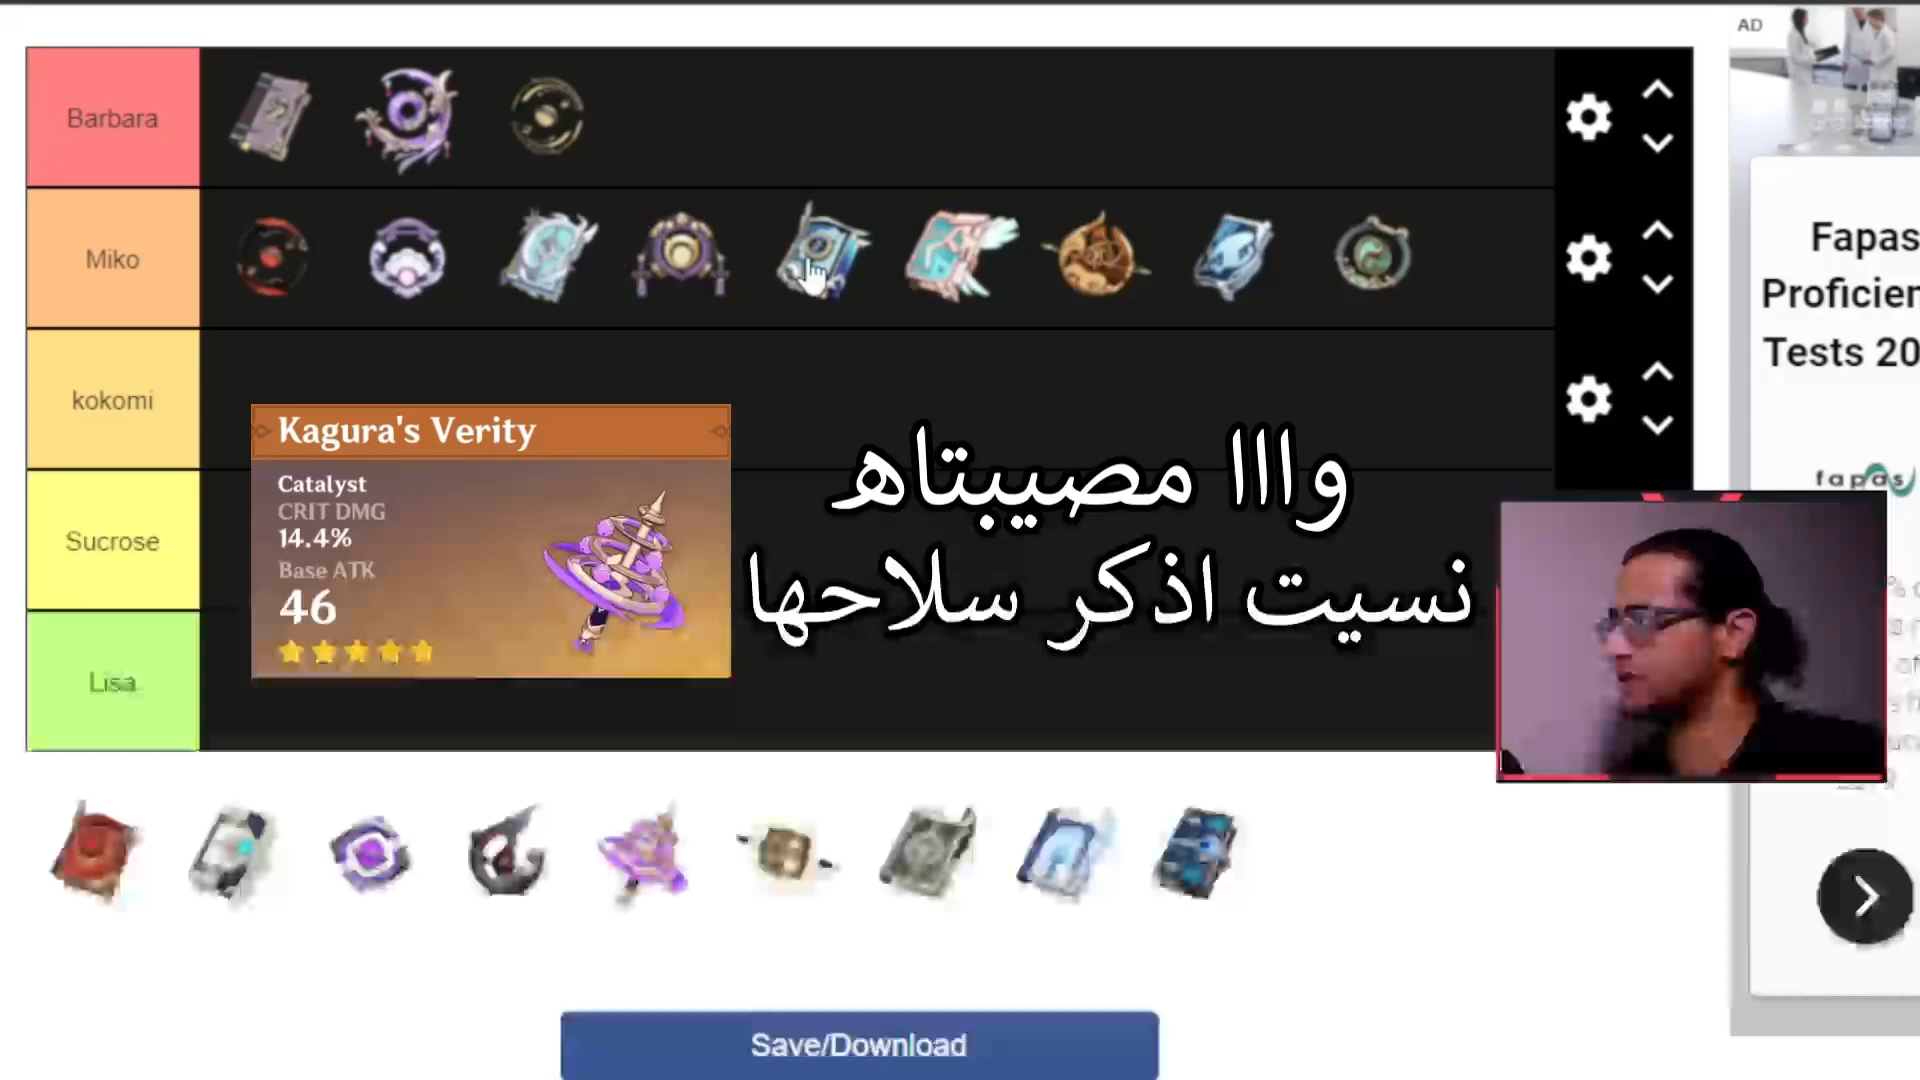 AD
Barbara
Miko
kokomi
Sucrose
Lisa
Fapas
Proficien
Tests 20
fapas
Kagura's Verity
Catalyst
CRIT DMG
14.4%
Base ATK
46
وااا مصيبتاه
نسيت اذكر سلاحها
Save/Download